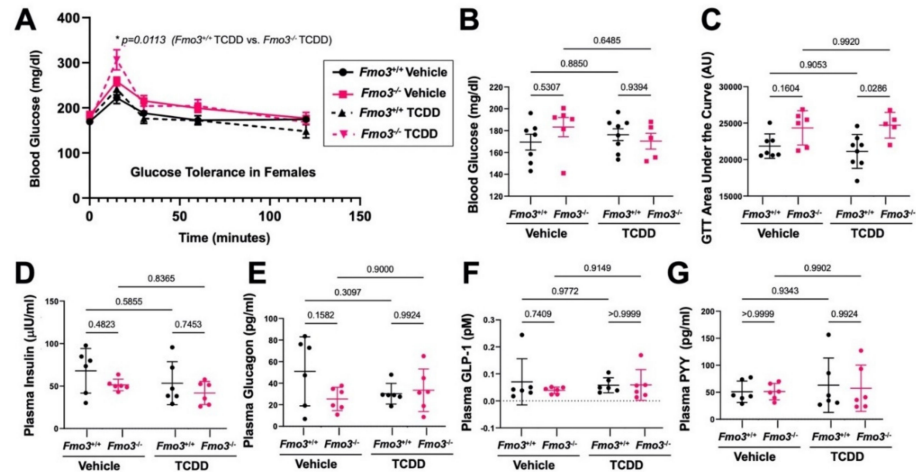 A
* p=0.0113 (Fmo3+/+ TCDD vs. Fmo3-/- TCDD)
Blood Glucose (mg/dl)
400
300
200
100
0
0
50
100
150
Time (minutes)
Glucose Tolerance in Females
Fmo3+/+ Vehicle
Fmo3-/- Vehicle
Fmo3+/+ TCDD
Fmo3-/- TCDD
B
Blood Glucose (mg/dl)
220
200
180
160
140
120
0.6485
0.8850
0.5307
0.9394
Fmo3+/+ Fmo3-/- Fmo3+/+ Fmo3-/-
Vehicle TCDD
C
GTT Area Under the Curve (AU)
30000
25000
20000
15000
0.9920
0.9053
0.1604
0.0286
Fmo3+/+ Fmo3-/- Fmo3+/+ Fmo3-/-
Vehicle TCDD
D
Plasma Insulin (µIU/ml)
150
100
50
0
0.8365
0.5855
0.4823
0.7453
Fmo3+/+ Fmo3-/- Fmo3+/+ Fmo3-/-
Vehicle TCDD
E
Plasma Glucagon (pg/ml)
100
80
60
40
20
0
0.9000
0.3097
0.1582
0.9924
Fmo3+/+ Fmo3-/- Fmo3+/+ Fmo3-/-
Vehicle TCDD
F
Plasma GLP-1 (pM)
0.3
0.2
0.1
0.0
-0.1
0.9149
0.9772
0.7409
>0.9999
Fmo3+/+ Fmo3-/- Fmo3+/+ Fmo3-/-
Vehicle TCDD
G
Plasma PYY (pg/ml)
200
150
100
50
0
0.9902
0.9343
>0.9999
0.9924
Fmo3+/+ Fmo3-/- Fmo3+/+ Fmo3-/-
Vehicle TCDD